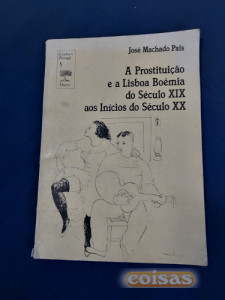 José Machado Pais
A Prostituição
e a Lisboa Boémia
do Século XIX
aos Inícios do Século XX
coisas